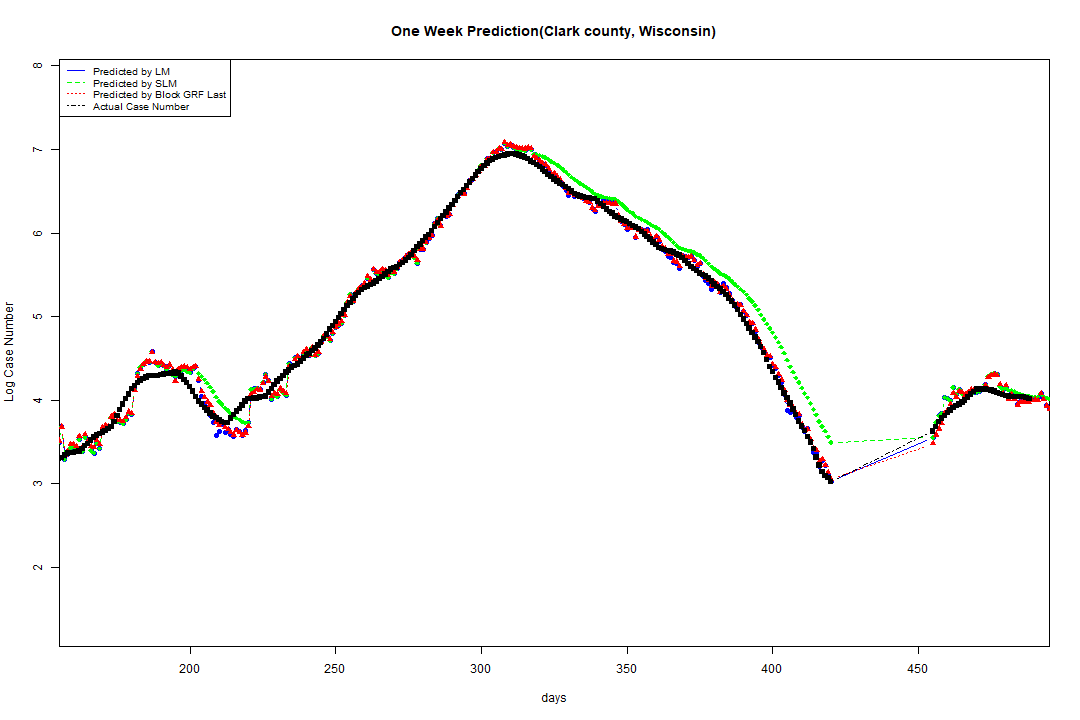 One Week Prediction(Clark county, Wisconsin)
Predicted by LM
Predicted by SLM
Predicted by Block GRF Last
Actual Case Number
Log Case Number
8
7
6
5
4
3
2
200 250 300 350 400 450
days